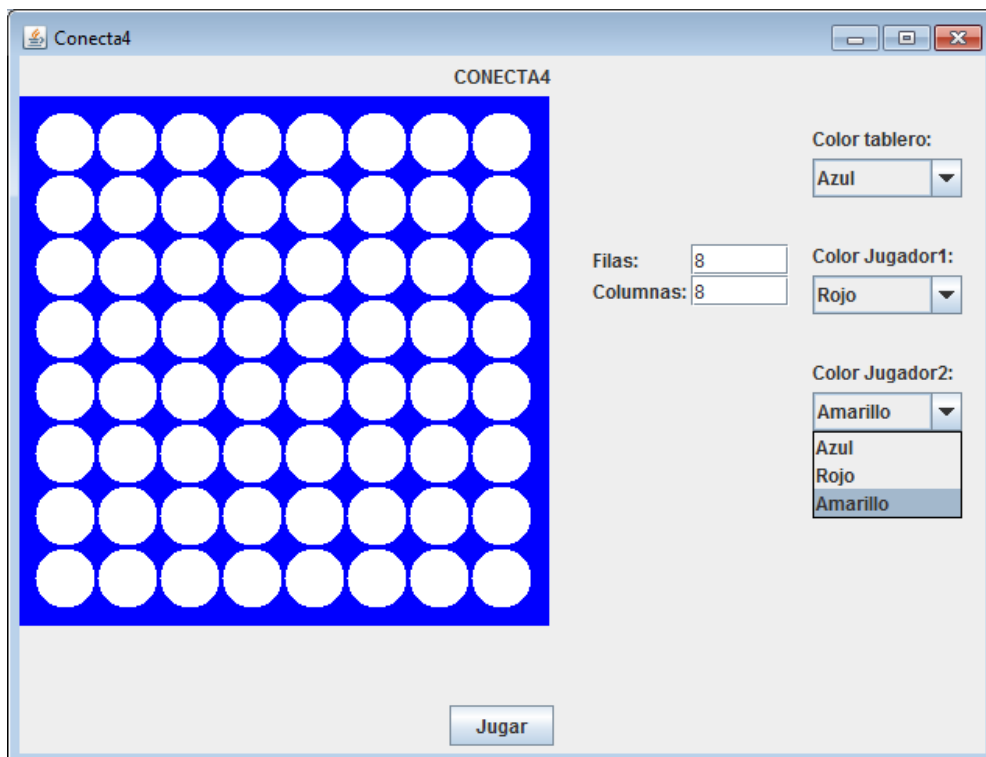 Conecta4
CONECTA4
Color tablero:
Azul
Filas: 8
Columnas: 8
Color Jugador1:
Rojo
Color Jugador2:
Amarillo
Azul
Rojo
Amarillo
Jugar